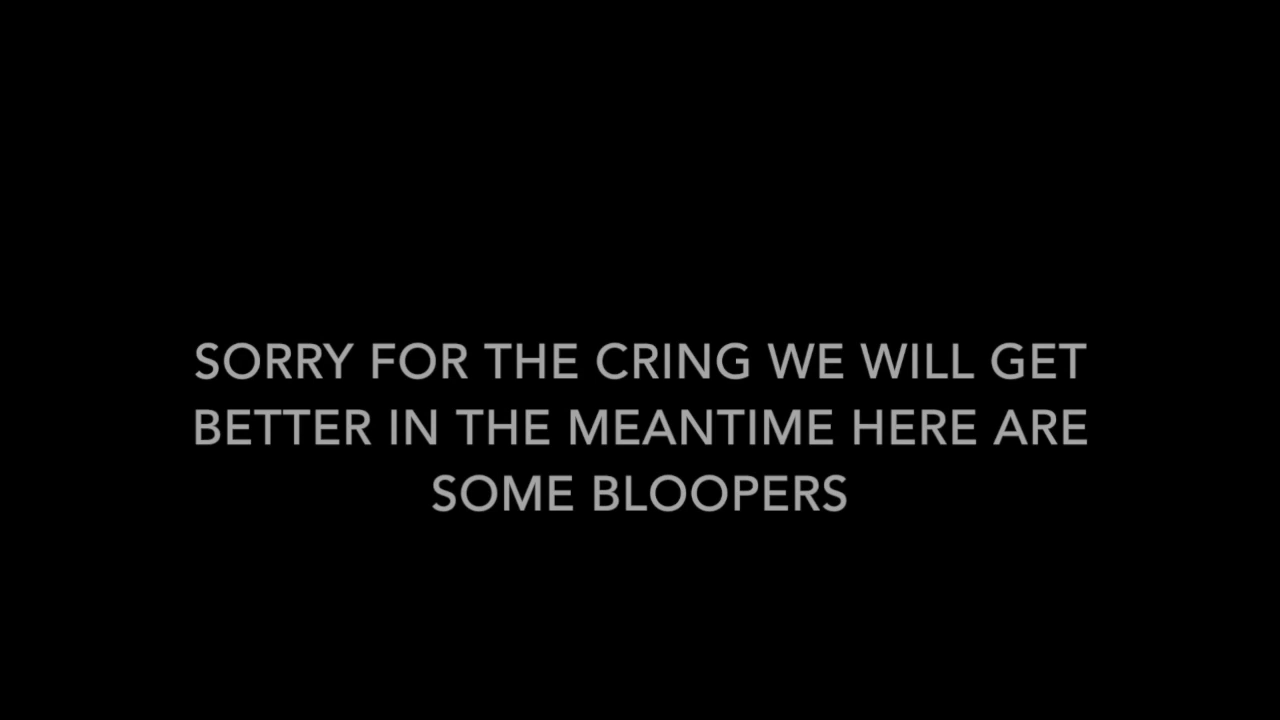 SORRY FOR THE CRING WE WILL GET
BETTER IN THE MEANTIME HERE ARE
SOME BLOOPERS